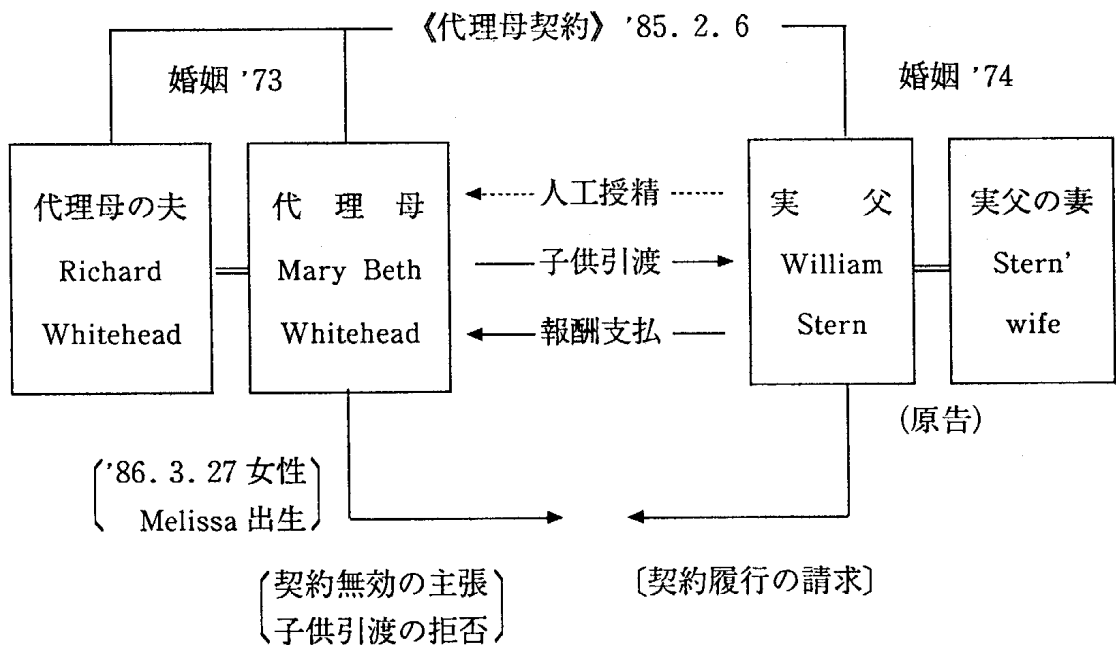 《代理母契約》'85. 2. 6
婚姻 '73
婚姻 '74
代理母の夫
Richard
Whitehead
代 理 母
Mary Beth
Whitehead
人工授精
子供引渡
報酬支払
実 父
William
Stern
実父の妻
Stern'
wife
(原告)
'86. 3. 27 女性
Melissa 出生
契約無効の主張
子供引渡の拒否
〔契約履行の請求〕